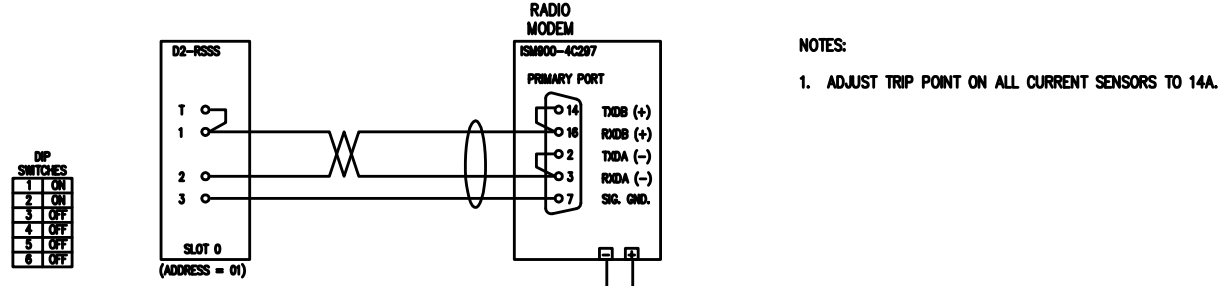 DIP
SWITCHES
1 ON
2 ON
3 OFF
4 OFF
5 OFF
6 OFF
D2-RSSS
T
1
2
3
SLOT 0
(ADDRESS = 01)
RADIO
MODEM
ISM900-4C297
PRIMARY PORT
14 TXDB (+)
16 RXDB (+)
2 TXDA (-)
3 RXDA (-)
7 SIG. GND.
- +
NOTES:
1. ADJUST TRIP POINT ON ALL CURRENT SENSORS TO 14A.